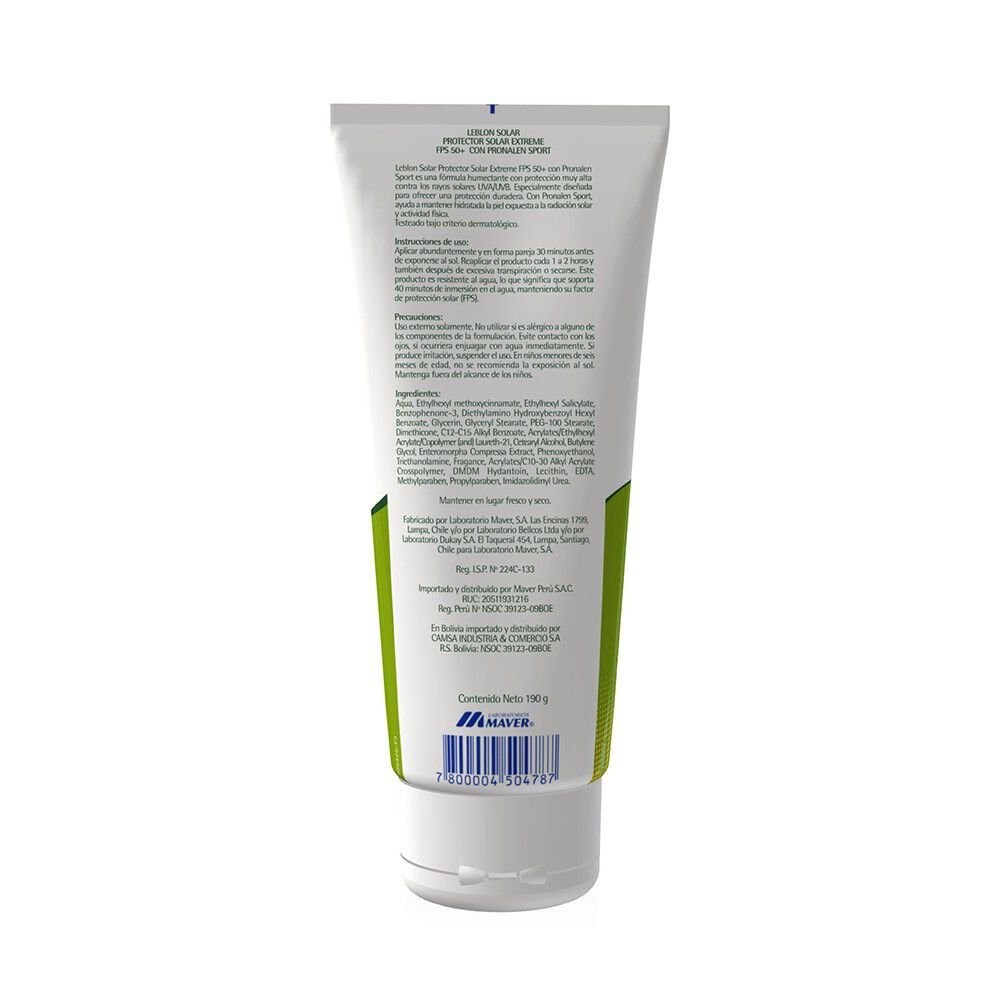 LEBLON SOLAR
PROTECTOR SOLAR EXTREME
FPS 50+ CON PRONALEN SPORT
Leblon Solar Protector Solar Extreme FPS 50+ con Pronalen
Sport es una fórmula humectante con protección muy alta
contra los rayos solares UVA/UVB. Especialmente diseñada
para ofrecer una protección duradera. Con Pronalen Sport,
ayuda a mantener hidratada la piel expuesta a la radiación solar
y actividad física.
Testeado bajo criterio dermatológico.
Instrucciones de uso:
Aplicar abundantemente y en forma pareja 30 minutos antes
de exponerse al sol. Reaplicar el producto cada 1 a 2 horas y
también después de excesiva transpiración o secarse. Este
producto es resistente al agua, lo que significa que soporta
40 minutos de inmersión en el agua, manteniendo su factor
de protección solar (FPS).
Precauciones:
Uso externo solamente. No utilizar si es alérgico a alguno de
los componentes de la formulación. Evite contacto con los
ojos, si ocurriera enjuagar con agua inmediatamente. Si
produce irritación, suspender el uso. En niños menores de seis
meses de edad, no se recomienda la exposición al sol.
Mantenga fuera del alcance de los niños.
Ingredientes:
Aqua, Ethylhexyl methoxycinnamate, Ethylhexyl Salicylate,
Benzophenone-3, Diethylamino Hydroxybenzoyl Hexyl
Benzoate, Glycerin, Glyceryl Stearate, PEG-100 Stearate,
Dimethicone, C12-C15 Alkyl Benzoate, Acrylates/Ethylhexyl
Acrylate/Copolymer (and) Laureth-21, Cetearyl Alcohol, Butylene
Glycol, Enteromorpha Compressa Extract, Phenoxyethanol,
Triethanolamine, Fragance, Acrylates/C10-30 Alkyl Acrylate
Crosspolymer, DMDM Hydantoin, Lecithin, EDTA,
Methylparaben, Propylparaben, Imidazolidinyl Urea.
Mantener en lugar fresco y seco.
Fabricado por Laboratorio Maver, S.A. Las Encinas 1799,
Lampa, Chile y/o por Laboratorio Bellcos Ltda y/o por
Laboratorio Dukay S.A. El Taqueral 454, Lampa, Santiago,
Chile para Laboratorio Maver, S.A.
Reg. I.S.P. Nº 224C-133
Importado y distribuido por Maver Perú S.A.C.
RUC: 20511931216
Reg. Perú Nº NSOC 39123-09BOE
En Bolivia importado y distribuido por
CAMSA INDUSTRIA & COMERCIO S.A
R.S. Bolivia: NSOC 39123-09BOE
Contenido Neto 190 g
LABORATORIOS
MAVER®
7 800004 504787